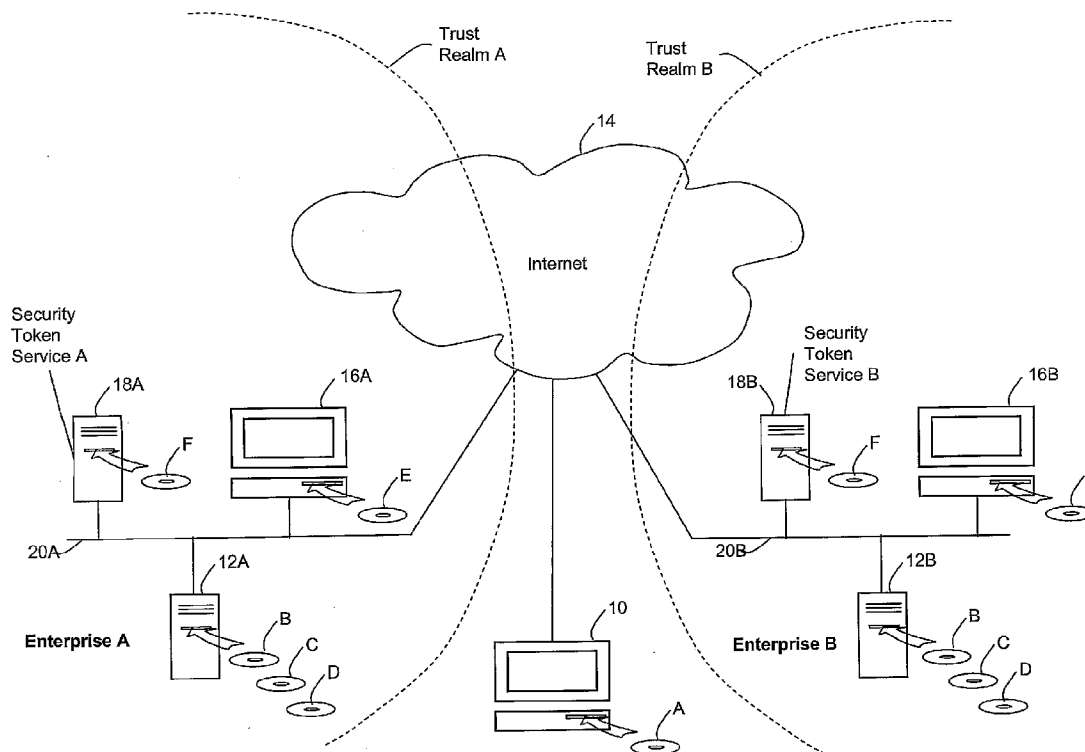 Trust
Realm A
Trust
Realm B
14
Internet
Security
Token
Service A
18A
16A
F
E
Security
Token
Service B
18B
16B
F
20A
20B
12A
12B
Enterprise A
B
C
D
10
A
Enterprise B
B
C
D